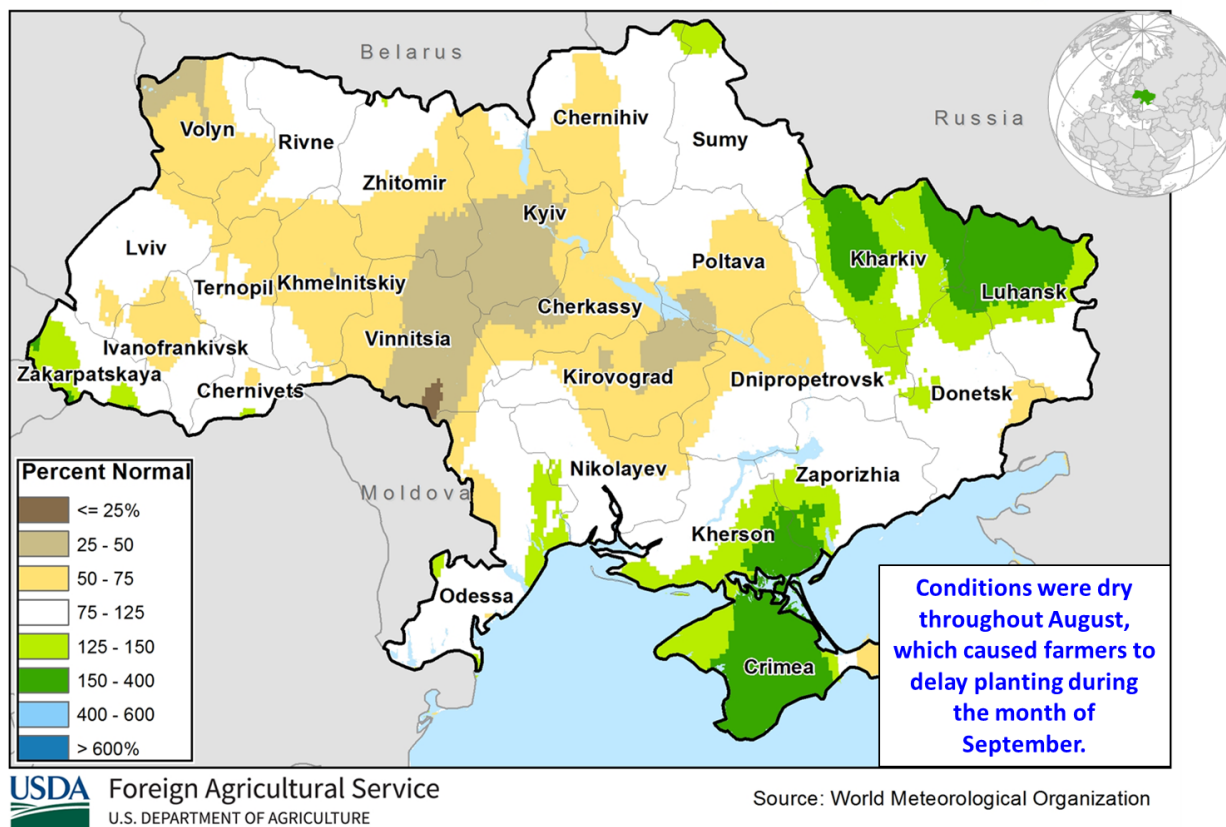 Belarus
Russia
Volyn
Rivne
Chernihiv
Sumy
Zhitomir
Kyiv
Lviv
Ternopil
Khmelnitskiy
Poltava
Kharkiv
Luhansk
Cherkassy
Vinnitsia
Ivanofrankivsk
Zakarpatskaya
Chernivets
Kirovograd
Dnipropetrovsk
Donetsk
Nikolayev
Zaporizhia
Moldova
Kherson
Odessa
Crimea
Percent Normal
<= 25%
25 - 50
50 - 75
75 - 125
125 - 150
150 - 400
400 - 600
> 600%
Conditions were dry
throughout August,
which caused farmers to
delay planting during
the month of
September.
USDA
Foreign Agricultural Service
U.S. DEPARTMENT OF AGRICULTURE
Source: World Meteorological Organization